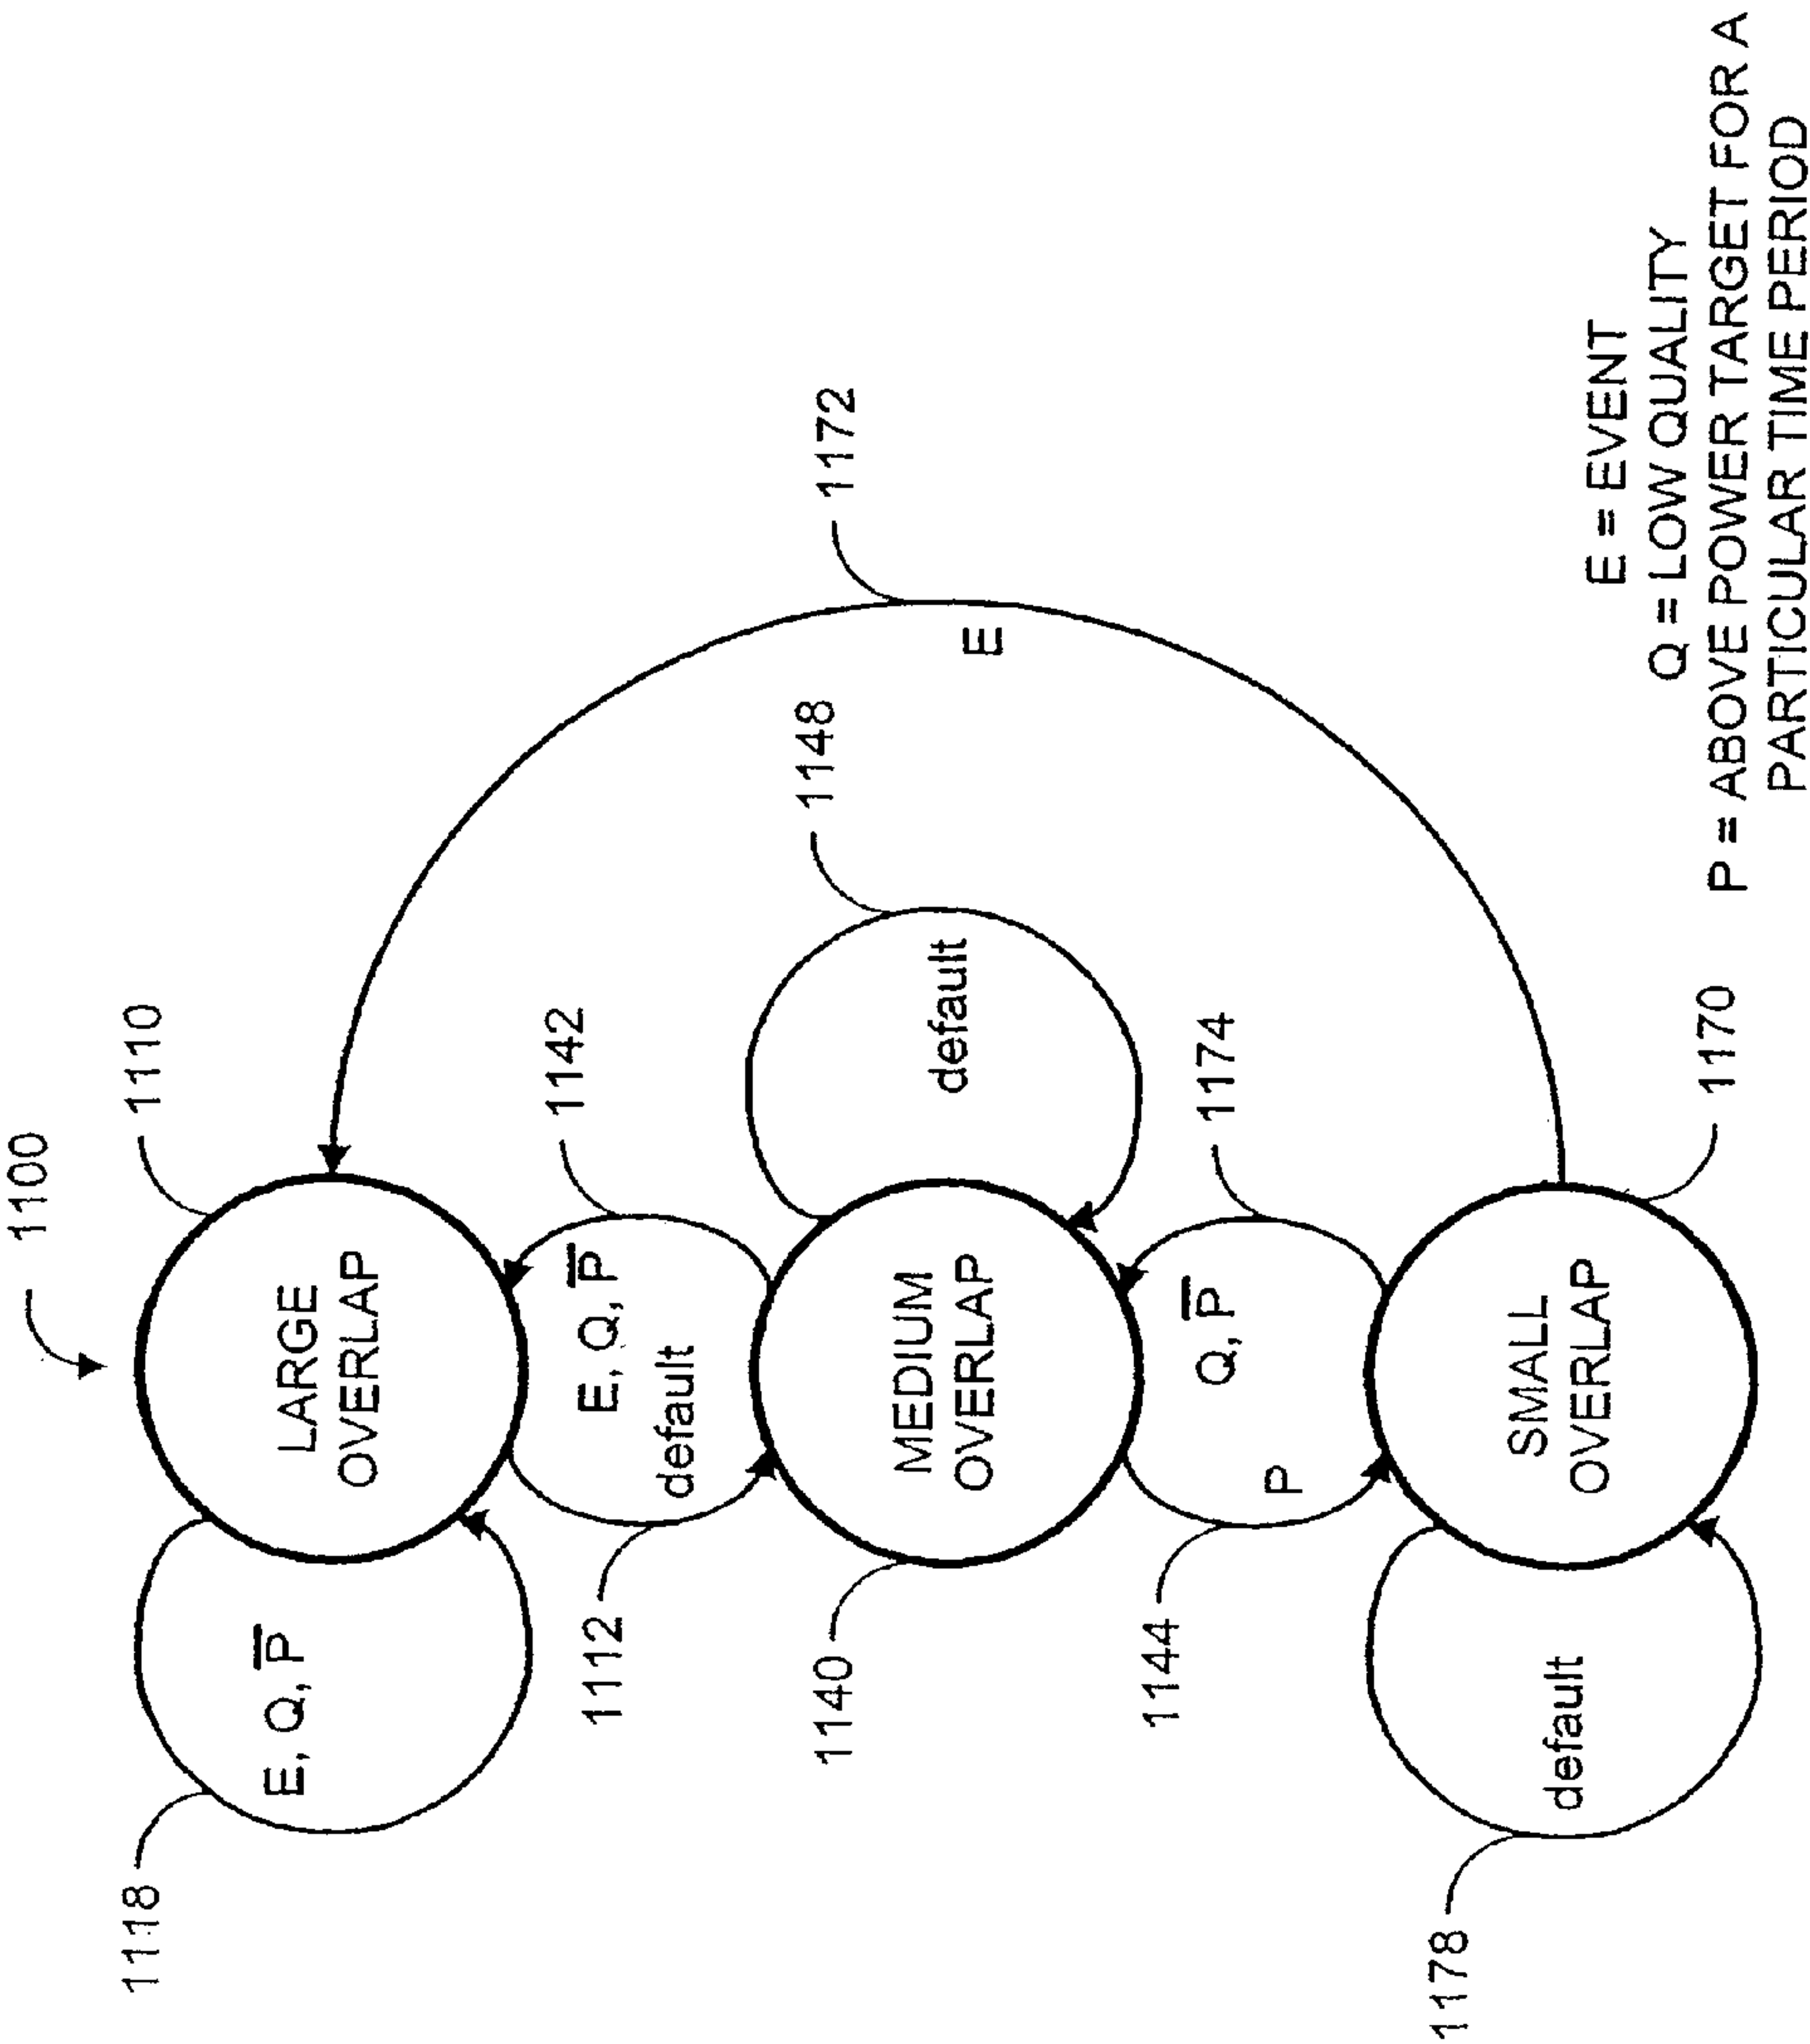 1100
1110
LARGE
OVERLAP
1118
E, Q, P̅
1142
E, Q, P̅
default
1112
1172
E
1148
default
1140
MEDIUM
OVERLAP
1174
Q, P̅
P
1144
1170
SMALL
OVERLAP
1178
default
E = EVENT
Q = LOW QUALITY
P = ABOVE POWER TARGET FOR A
PARTICULAR TIME PERIOD